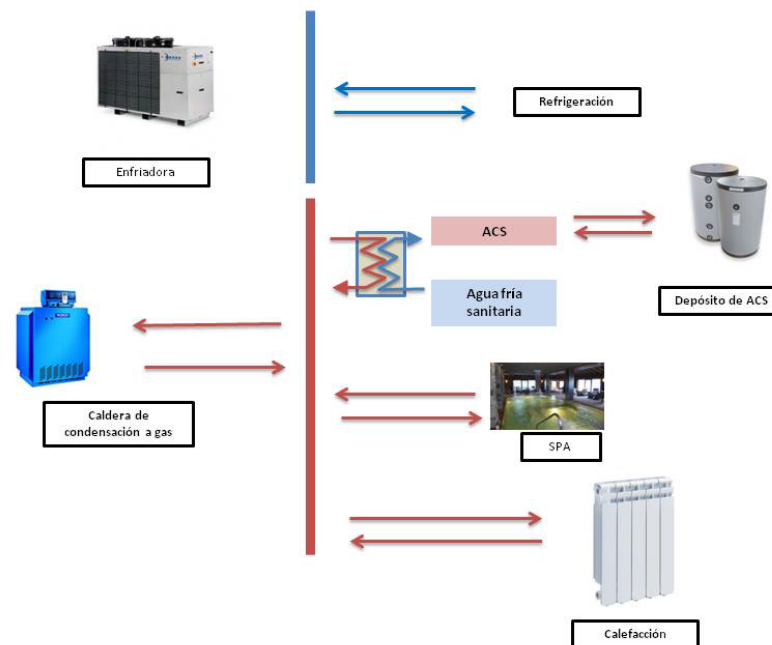 Refrigeración
Enfriadora
ACS
Agua fría
sanitaria
Depósito de ACS
Caldera de
condensación a gas
SPA
Calefacción